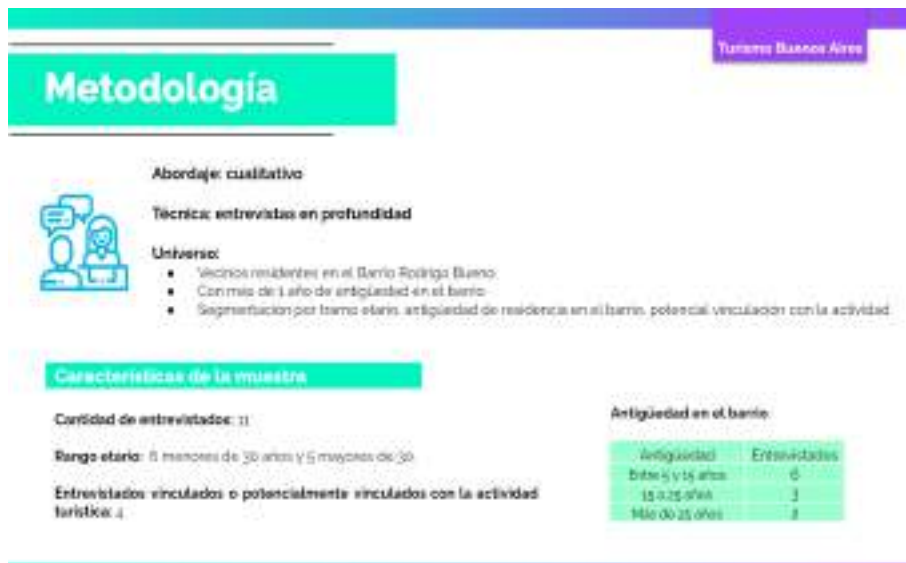 Turismo Buenos Aires
Metodología
Abordaje: cualitativo
Técnica: entrevistas en profundidad
Universo:
● Vecinos residentes en el Barrio Rodrigo Bueno
● Con más de 1 año de antigüedad en el barrio
● Segmentación por tramo etario, antigüedad de residencia en el barrio, potencial vinculación con la actividad
Características de la muestra
Cantidad de entrevistados: 11
Rango etario: 6 menores de 30 años y 5 mayores de 30
Entrevistados vinculados o potencialmente vinculados con la actividad
turística: 4
Antigüedad en el barrio
Antigüedad Entrevistados
Entre 5 y 15 años 6
15 a 25 años 3
Más de 25 años 2